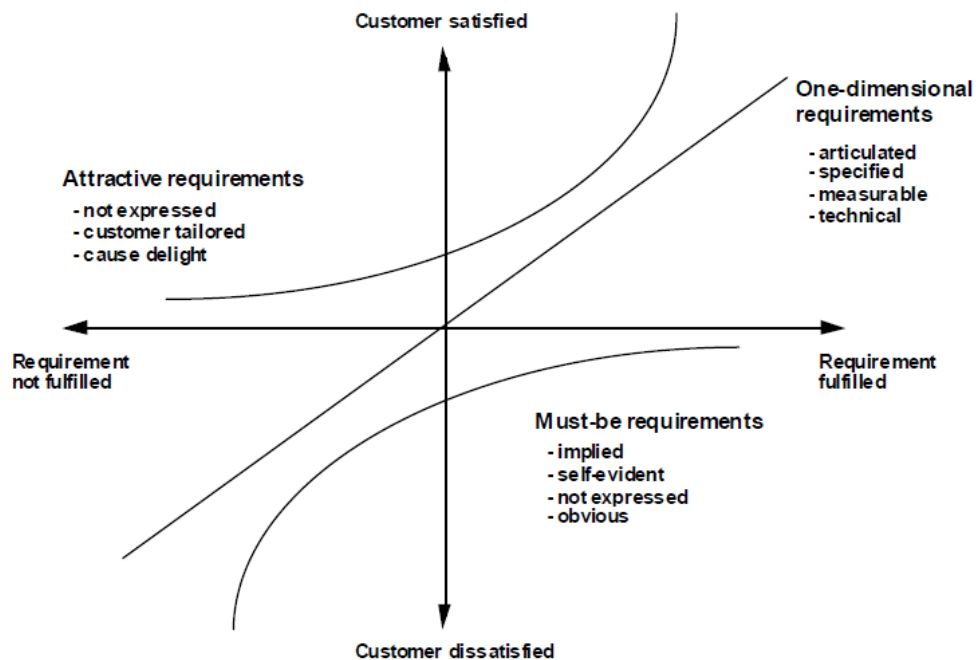 Customer satisfied
One-dimensional
requirements
- articulated
- specified
- measurable
- technical
Attractive requirements
- not expressed
- customer tailored
- cause delight
Requirement
not fulfilled
Requirement
fulfilled
Must-be requirements
- implied
- self-evident
- not expressed
- obvious
Customer dissatisfied